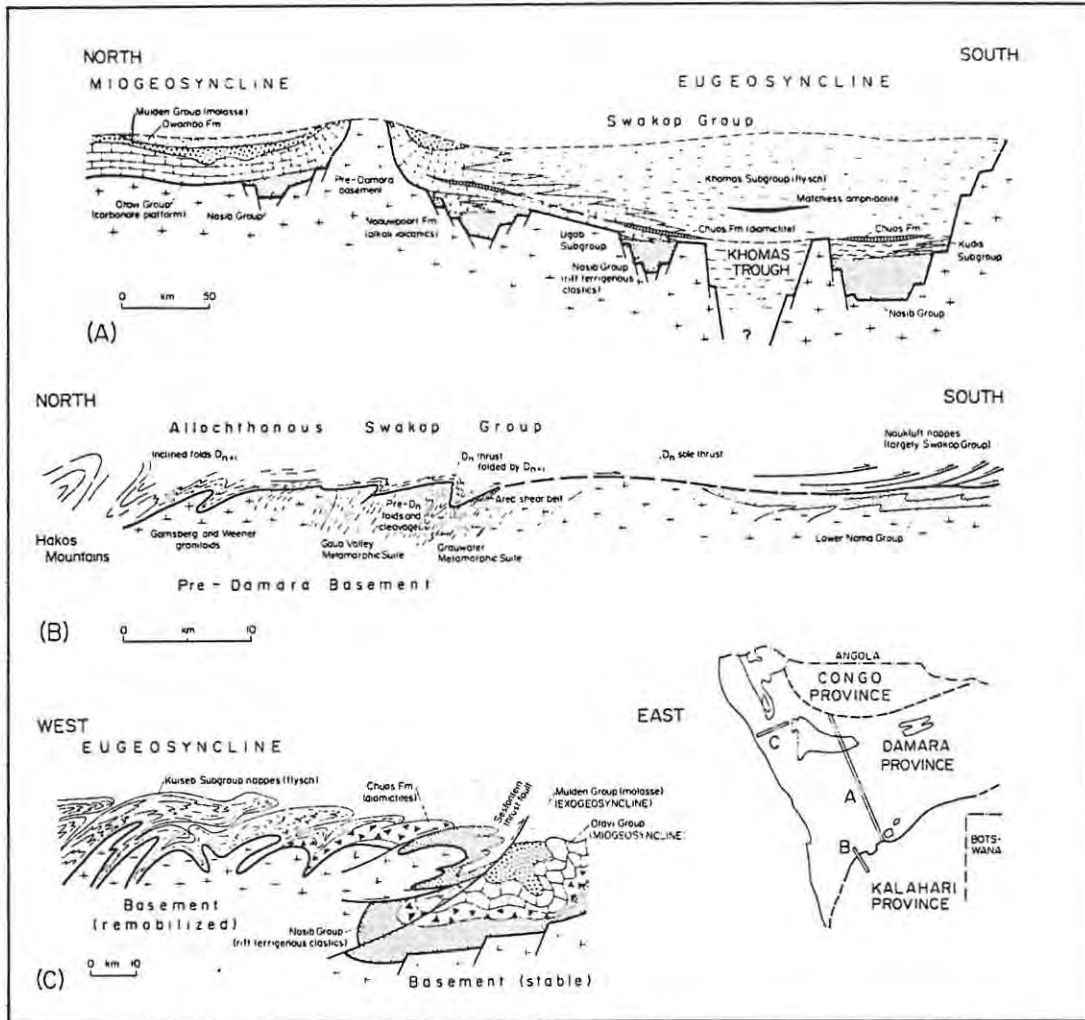 NORTH
MIOGEOSYNCLINE
SOUTH
EUGEOSYNCLINE
Mulden Group (molasse)
Owambo Fm
Swakop Group
Pre-Damara
basement
Khomas Subgroup (flysch)
Matchless amphibolite
Otavi Group
(carbonate platform)
Nosib Group
Naauwpoort Fm
(alkali volcanics)
Ugab
Subgroup
Chuos Fm (diamictite)
Chuos Fm
KHOMAS
TROUGH
Kudis
Subgroup
Nosib Group
(rift terrigenous
clastics)
Nosib Group
?
0 km 50
(A)
NORTH
SOUTH
Allochthonous Swakop Group
Naukluft nappes
(largely Swakop Group)
Inclined folds Dn+1
Dn thrust
folded by Dn+1
Dn sole thrust
Pre-Dn
folds and
cleavage
Areb shear belt
Hakos
Mountains
Gamsberg and Weener
granitoids
Gaub Valley
Metamorphic Suite
Grauwater
Metamorphic Suite
Lower Nama Group
Pre-Damara Basement
(B)
0 km 10
WEST
EUGEOSYNCLINE
EAST
Kuiseb Subgroup nappes (flysch)
Chuos Fm
(diamictites)
Sesfontein
thrust fault
Mulden Group (molasse)
(EXOGEOSYNCLINE)
Otavi Group
(MIOGEOSYNCLINE)
Basement
(remobilized)
Nosib Group
(rift terrigenous clastics)
Basement (stable)
0 km 10
(C)
ANGOLA
CONGO
PROVINCE
C
DAMARA
PROVINCE
A
B
BOTS-
WANA
KALAHARI
PROVINCE